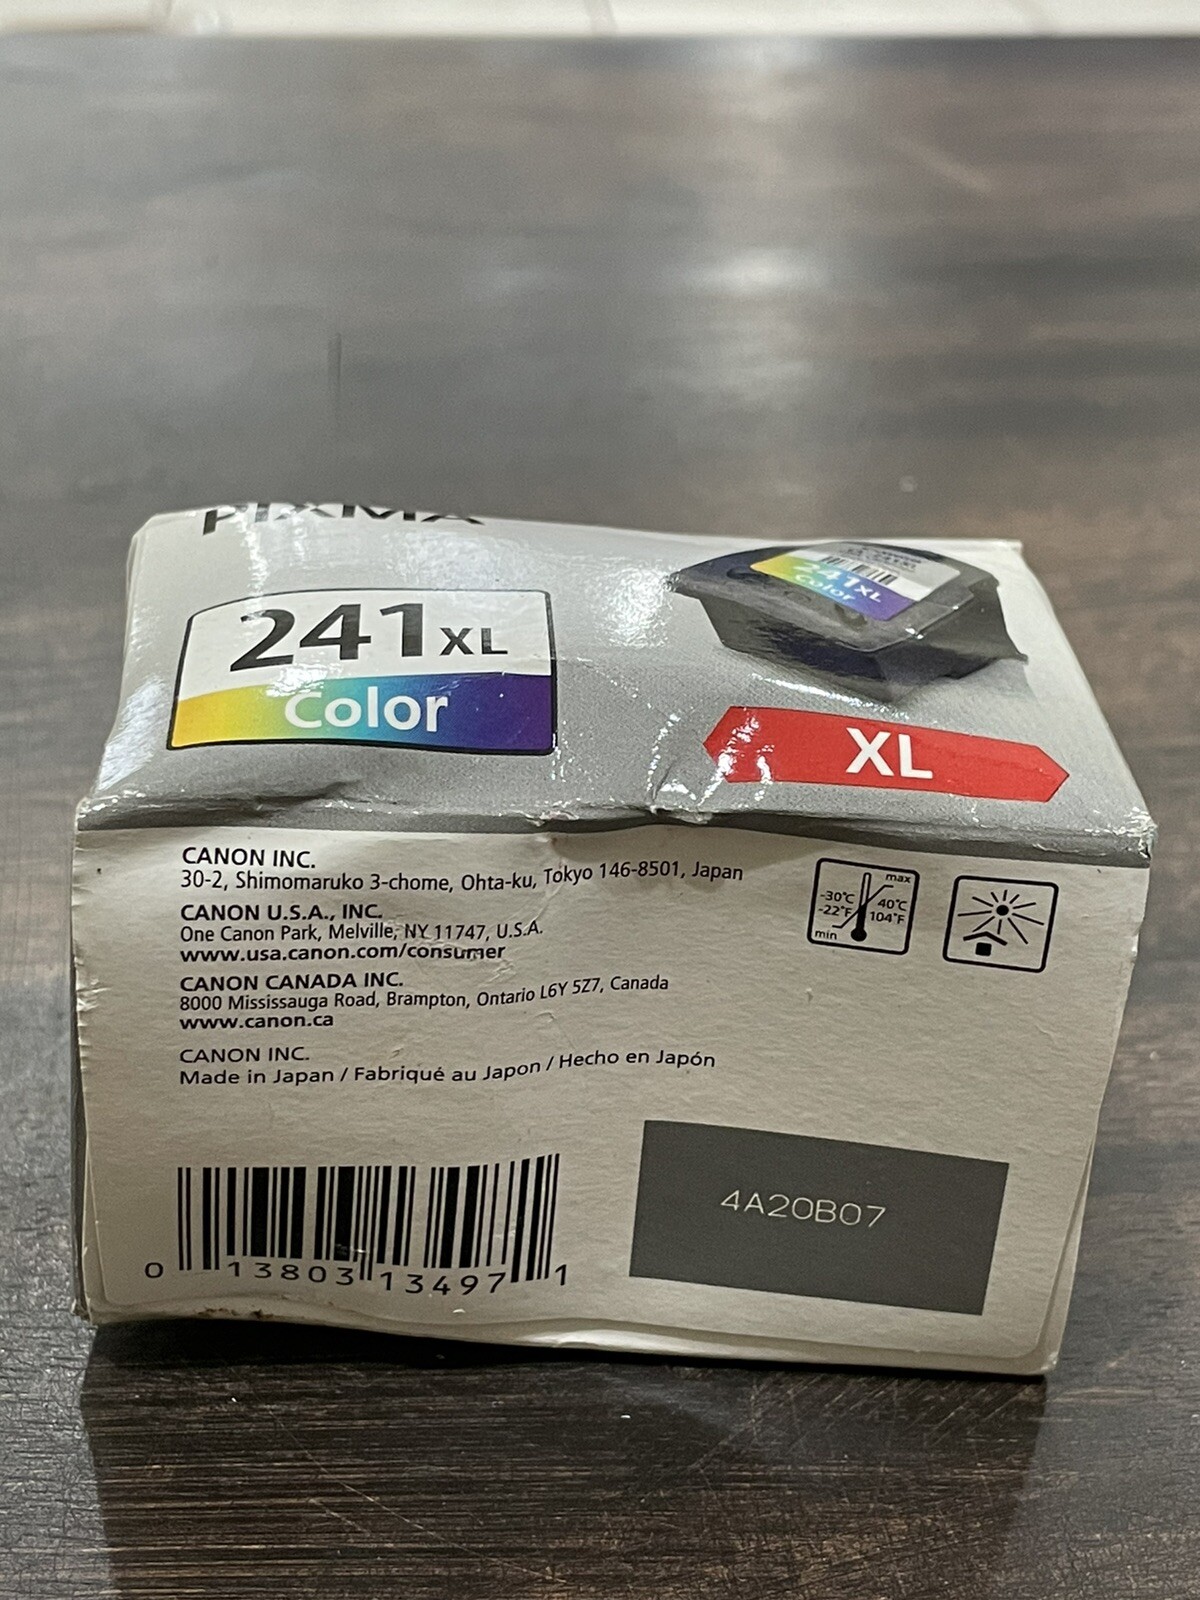 PIXMA
241XL
Color
241XL
Color
XL
CANON INC.
30-2, Shimomaruko 3-chome, Ohta-ku, Tokyo 146-8501, Japan
CANON U.S.A., INC.
One Canon Park, Melville, NY 11747, U.S.A.
www.usa.canon.com/consumer
CANON CANADA INC.
8000 Mississauga Road, Brampton, Ontario L6Y 5Z7, Canada
www.canon.ca
CANON INC.
Made in Japan / Fabriqué au Japon / Hecho en Japón
max
-30°C
-22°F
40°C
104°F
min
0 13803 13497 1
4A20B07